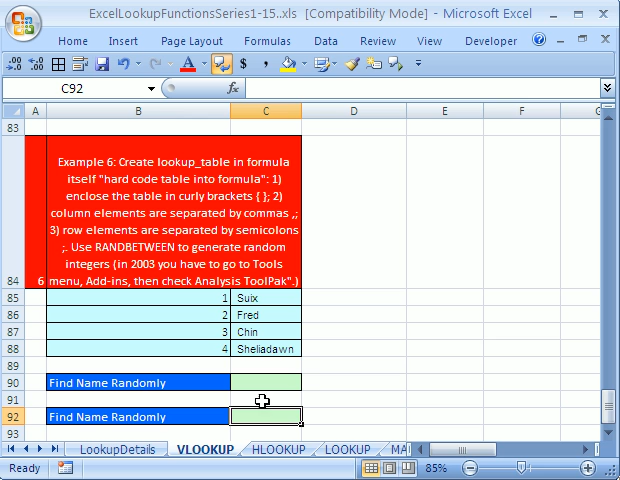 ExcelLookupFunctionsSeries1-15..xls [Compatibility Mode] - Microsoft Excel
Home Insert Page Layout Formulas Data Review View Developer
$ ,
C92 fx
A B C D E F G
83
Example 6: Create lookup_table in formula
itself "hard code table into formula": 1)
enclose the table in curly brackets { }; 2)
column elements are separated by commas ,;
3) row elements are separated by semicolons
;. Use RANDBETWEEN to generate random
integers (in 2003 you have to go to Tools
84 6 menu, Add-ins, then check Analysis ToolPak".)
85 1 Suix
86 2 Fred
87 3 Chin
88 4 Sheliadawn
89
90 Find Name Randomly
91
92 Find Name Randomly
93
LookupDetails VLOOKUP HLOOKUP LOOKUP MA
Ready 85%